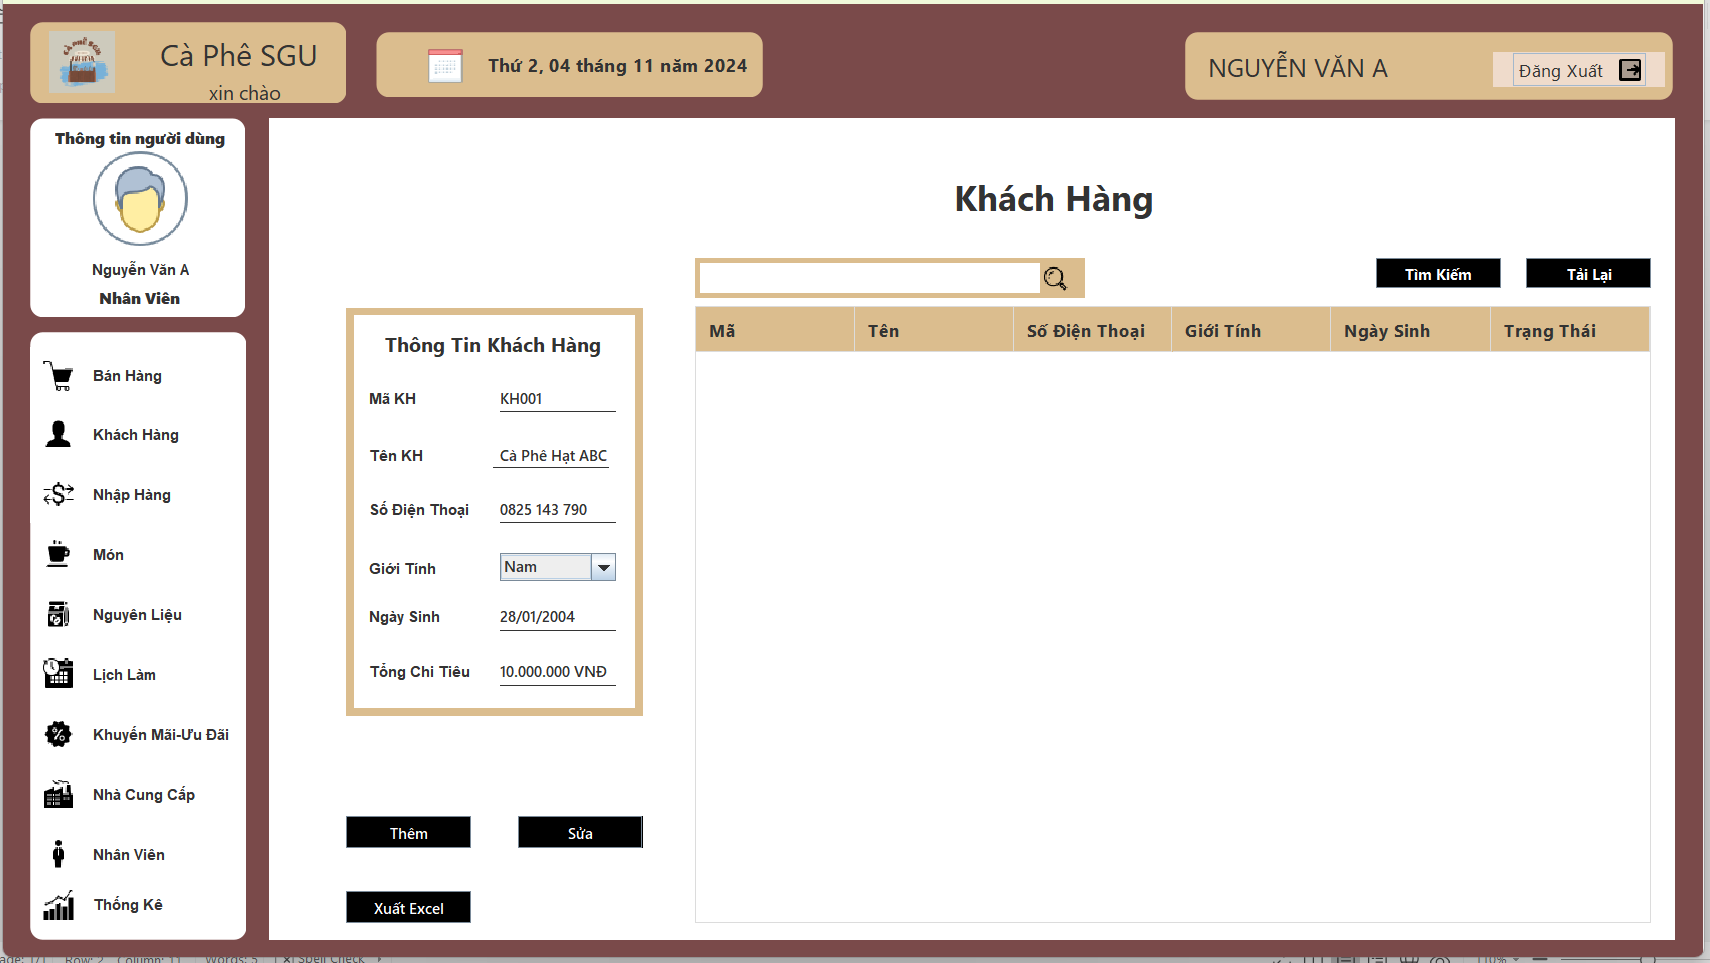 Cà Phê SGU
xin chào
Thứ 2, 04 tháng 11 năm 2024
NGUYỄN VĂN A
Đăng Xuất
Thông tin người dùng
Nguyễn Văn A
Nhân Viên
Bán Hàng
Khách Hàng
Nhập Hàng
Món
Nguyên Liệu
Lịch Làm
Khuyến Mãi-Ưu Đãi
Nhà Cung Cấp
Nhân Viên
Thống Kê
Khách Hàng
Tìm Kiếm
Tải Lại
Thông Tin Khách Hàng
Mã KH KH001
Tên KH Cà Phê Hạt ABC
Số Điện Thoại 0825 143 790
Giới Tính Nam
Ngày Sinh 28/01/2004
Tổng Chi Tiêu 10.000.000 VNĐ
Thêm
Sửa
Xuất Excel
Mã Tên Số Điện Thoại Giới Tính Ngày Sinh Trạng Thái